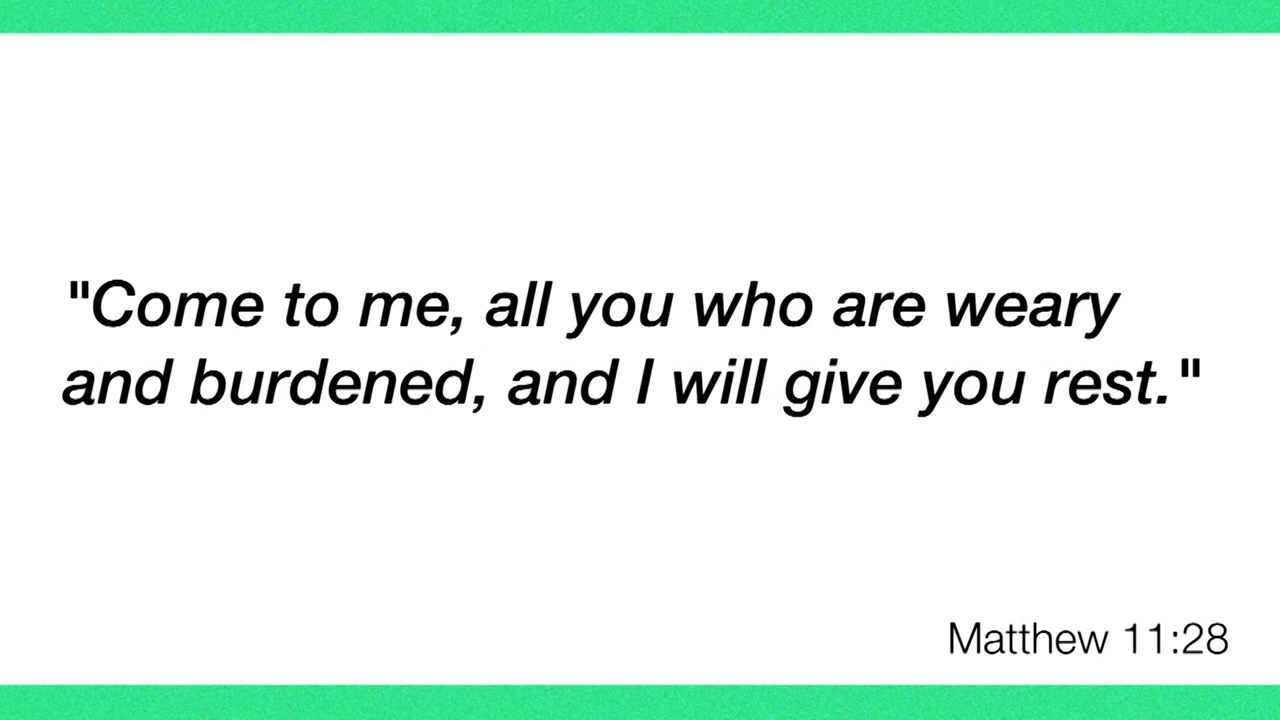 "Come to me, all you who are weary
and burdened, and I will give you rest."
Matthew 11:28